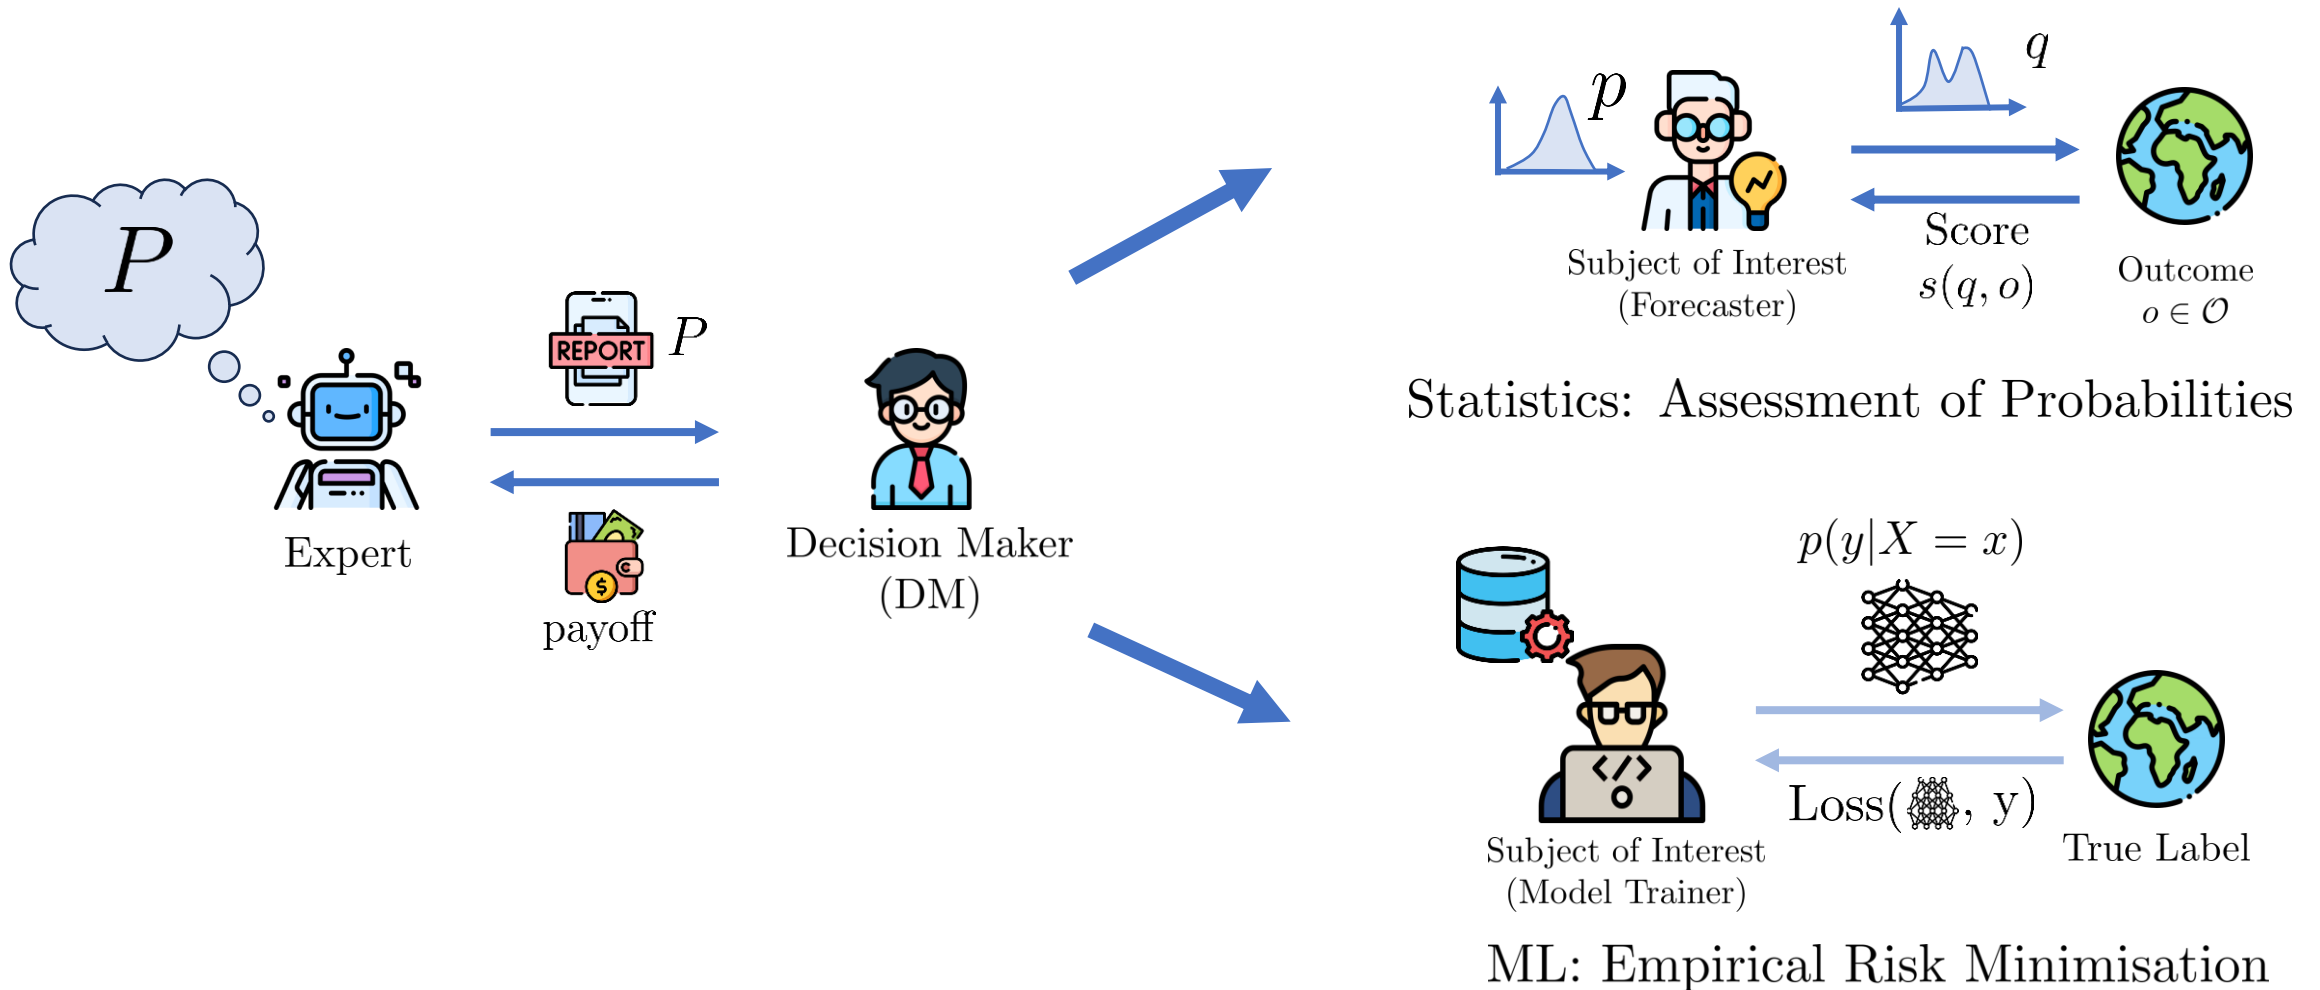 P
REPORT
P
Expert
payoff
Decision Maker
(DM)
p
q
Subject of Interest
(Forecaster)
Score
s(q, o)
Outcome
o ∈ 𝒪
Statistics: Assessment of Probabilities
p(y|X = x)
Loss( , y)
Subject of Interest
(Model Trainer)
True Label
ML: Empirical Risk Minimisation